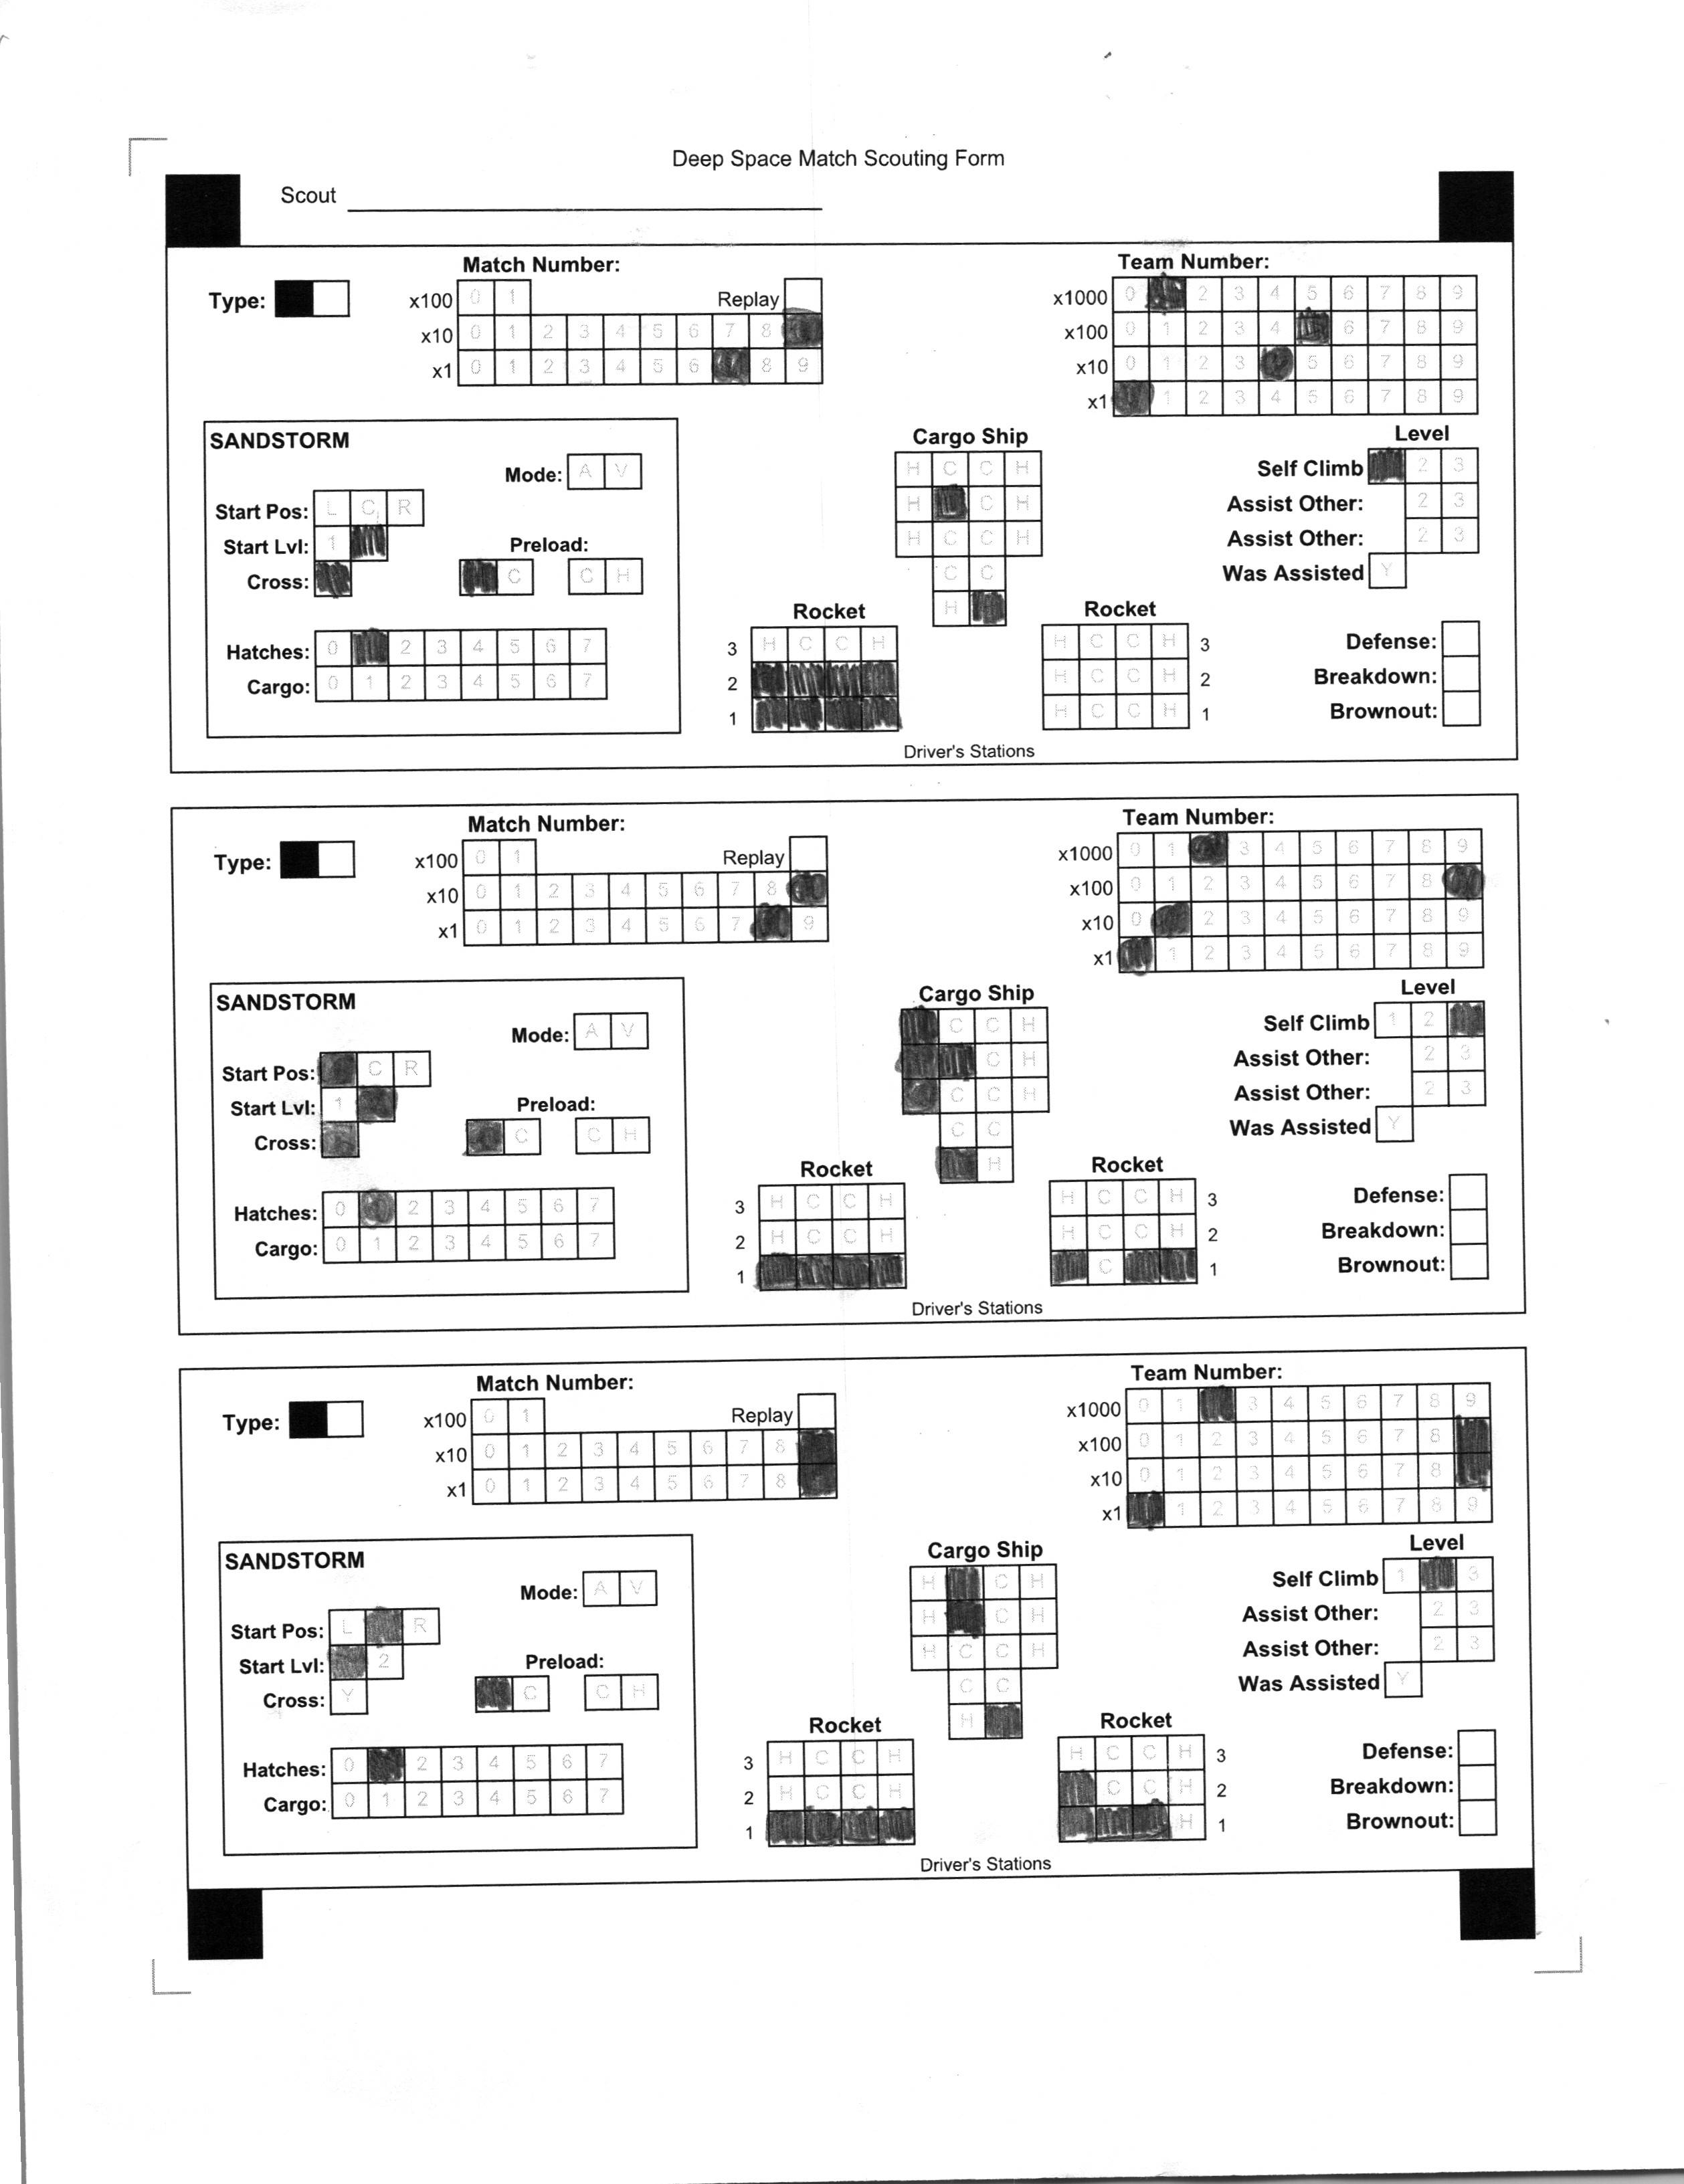 Deep Space Match Scouting Form
Scout
Match Number: Team Number:
Type: x100 0 1 Replay x1000 0 2 3 4 5 6 7 8 9
x10 0 1 2 3 4 5 6 7 8 x100 0 1 2 3 4 6 7 8 9
x1 0 1 2 3 4 5 6 8 9 x10 0 1 2 3 5 6 7 8 9
x1 1 2 3 4 5 6 7 8 9
SANDSTORM Cargo Ship Level
Mode: A V H C C H Self Climb 2 3
Start Pos: L C R H C H Assist Other: 2 3
Start Lvl: 1 Preload: H C C H Assist Other: 2 3
Cross: C C H C C Was Assisted Y
Rocket H Rocket
Hatches: 0 2 3 4 5 6 7 3 H C C H H C C H 3 Defense:
Cargo: 0 1 2 3 4 5 6 7 2 H C C H 2 Breakdown:
1 H C C H 1 Brownout:
Driver's Stations
Match Number: Team Number:
Type: x100 0 1 Replay x1000 0 1 3 4 5 6 7 8 9
x10 0 1 2 3 4 5 6 7 8 x100 0 1 2 3 4 5 6 7 8
x1 0 1 2 3 4 5 6 7 9 x10 0 2 3 4 5 6 7 8 9
x1 1 2 3 4 5 6 7 8 9
SANDSTORM Cargo Ship Level
Mode: A V C C H Self Climb 1 2
Start Pos: C R C H Assist Other: 2 3
Start Lvl: 1 Preload: C C H Assist Other: 2 3
Cross: C C H C C Was Assisted Y
Rocket H Rocket
Hatches: 0 2 3 4 5 6 7 3 H C C H H C C H 3 Defense:
Cargo: 0 1 2 3 4 5 6 7 2 H C C H H C C H 2 Breakdown:
1 C 1 Brownout:
Driver's Stations
Match Number: Team Number:
Type: x100 0 1 Replay x1000 0 1 3 4 5 6 7 8 9
x10 0 1 2 3 4 5 6 7 8 x100 0 1 2 3 4 5 6 7 8
x1 0 1 2 3 4 5 6 7 8 x10 0 1 2 3 4 5 6 7 8
x1 1 2 3 4 5 6 7 8 9
SANDSTORM Cargo Ship Level
Mode: A V H C H Self Climb 1 3
Start Pos: L R H C H Assist Other: 2 3
Start Lvl: 2 Preload: H C C H Assist Other: 2 3
Cross: Y C C H C C Was Assisted Y
Rocket H Rocket
Hatches: 0 2 3 4 5 6 7 3 H C C H H C C H 3 Defense:
Cargo: 0 1 2 3 4 5 6 7 2 H C C H C C H 2 Breakdown:
1 H 1 Brownout:
Driver's Stations